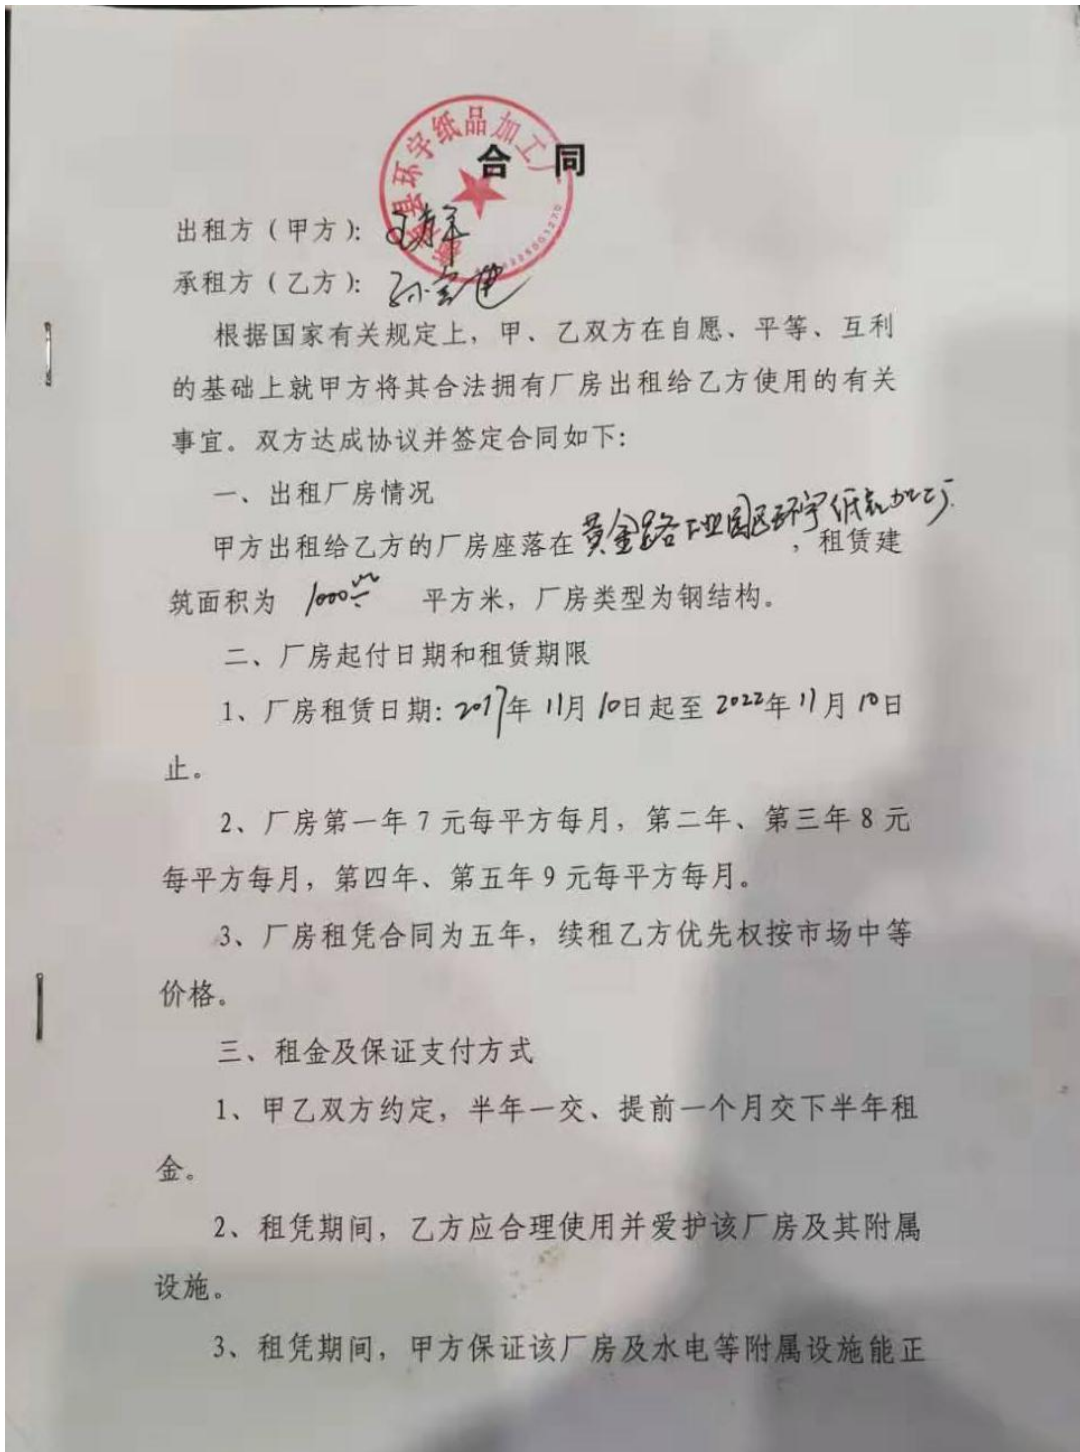 合同
出租方（甲方）：
承租方（乙方）：孙
根据国家有关规定上，甲、乙双方在自愿、平等、互利
的基础上就甲方将其合法拥有厂房出租给乙方使用的有关
事宜。双方达成协议并签定合同如下：
一、出租厂房情况
甲方出租给乙方的厂房座落在黄金路工业园区环宇纸品加工厂，租赁建
筑面积为 1000 平方米，厂房类型为钢结构。
二、厂房起付日期和租赁期限
1、厂房租赁日期：2017年11月10日起至2022年11月10日
止。
2、厂房第一年7元每平方每月，第二年、第三年8元
每平方每月，第四年、第五年9元每平方每月。
3、厂房租凭合同为五年，续租乙方优先权按市场中等
价格。
三、租金及保证支付方式
1、甲乙双方约定，半年一交、提前一个月交下半年租
金。
2、租凭期间，乙方应合理使用并爱护该厂房及其附属
设施。
3、租凭期间，甲方保证该厂房及水电等附属设施能正
县环宇纸品加工厂